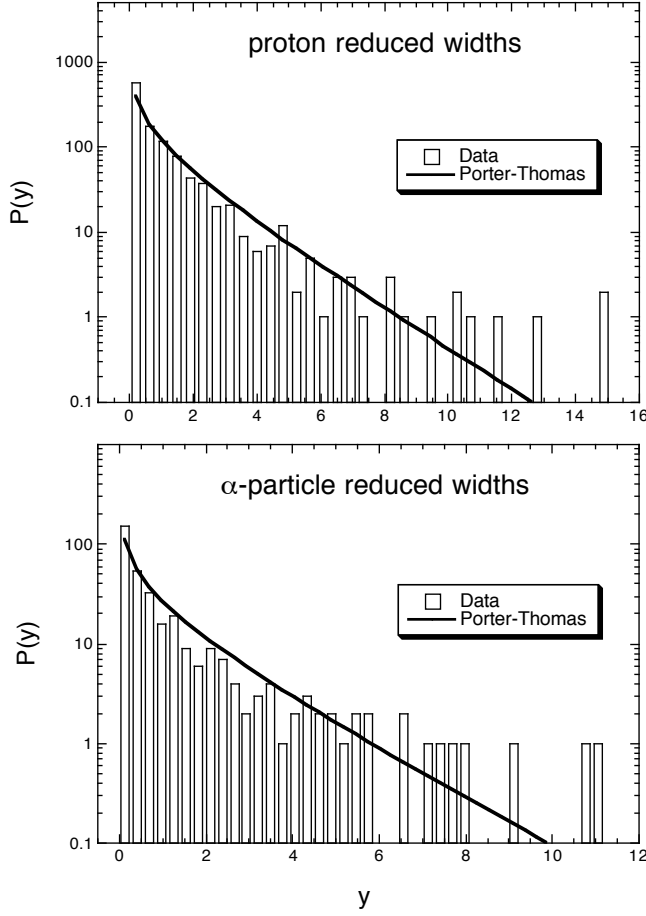 proton reduced widths
1000
100
10
1
0.1
P(y)
Data
Porter-Thomas
0 2 4 6 8 10 12 14 16
α-particle reduced widths
100
10
1
0.1
P(y)
Data
Porter-Thomas
0 2 4 6 8 10 12
y